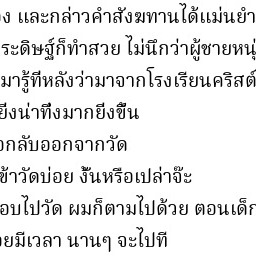 ง และกล่าวคำสังฆทานได้แม่นยำ
ระดิษฐ์ก็ทำสวย ไม่นึกว่าผู้ชายหนุ่
มารู้ทีหลังว่ามาจากโรงเรียนคริสต์
ยิ่งน่าทึ่งมากยิ่งขึ้น
อกลับออกจากวัด
ข้าวัดบ่อย งั้นหรือเปล่าจ๊ะ
อบไปวัด ผมก็ตามไปด้วย ตอนเด็ก
อยมีเวลา นานๆ จะไปที